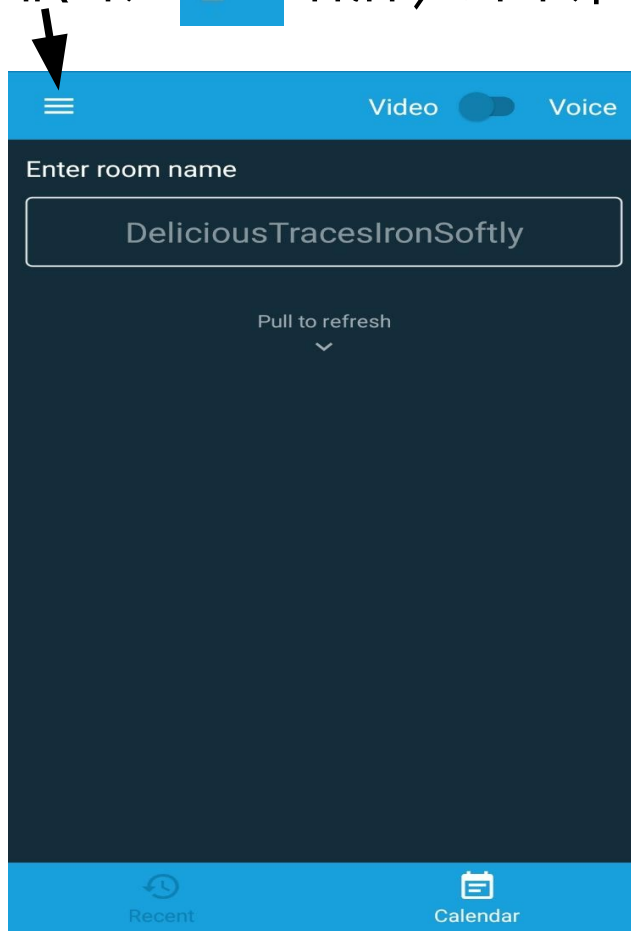 Video Voice
Enter room name
DeliciousTracesIronSoftly
Pull to refresh
Recent Calendar